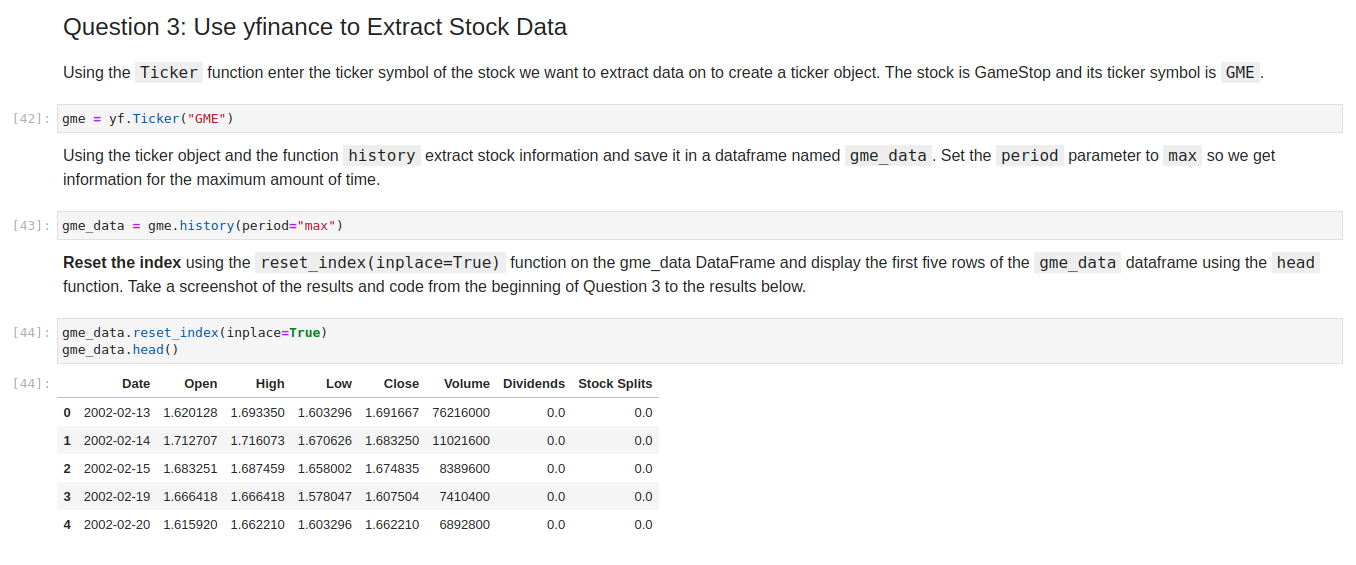 Question 3: Use yfinance to Extract Stock Data
Using the Ticker function enter the ticker symbol of the stock we want to extract data on to create a ticker object. The stock is GameStop and its ticker symbol is GME .
[42]: gme = yf.Ticker("GME")
Using the ticker object and the function history extract stock information and save it in a dataframe named gme_data . Set the period parameter to max so we get
information for the maximum amount of time.
[43]: gme_data = gme.history(period="max")
Reset the index using the reset_index(inplace=True) function on the gme_data DataFrame and display the first five rows of the gme_data dataframe using the head
function. Take a screenshot of the results and code from the beginning of Question 3 to the results below.
[44]: gme_data.reset_index(inplace=True)
gme_data.head()
[44]: Date Open High Low Close Volume Dividends Stock Splits
0 2002-02-13 1.620128 1.693350 1.603296 1.691667 76216000 0.0 0.0
1 2002-02-14 1.712707 1.716073 1.670626 1.683250 11021600 0.0 0.0
2 2002-02-15 1.683251 1.687459 1.658002 1.674835 8389600 0.0 0.0
3 2002-02-19 1.666418 1.666418 1.578047 1.607504 7410400 0.0 0.0
4 2002-02-20 1.615920 1.662210 1.603296 1.662210 6892800 0.0 0.0